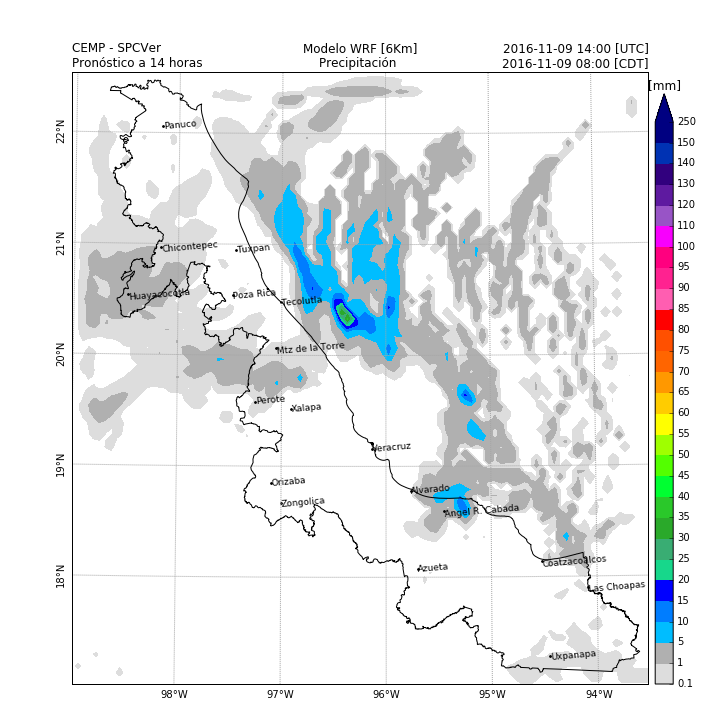 CEMP - SPCVer
Modelo WRF [6Km]
2016-11-09 14:00 [UTC]
Pronóstico a 14 horas
Precipitación
2016-11-09 08:00 [CDT]
[mm]
22°N
21°N
20°N
19°N
18°N
Panuco
Chicontepec
Tuxpan
Huayacocotla
Poza Rica
Tecolutla
Mtz de la Torre
Perote
Xalapa
Veracruz
Orizaba
Alvarado
Zongolica
Angel R. Cabada
Azueta
Coatzacoalcos
Las Choapas
Uxpanapa
250
150
140
130
120
110
100
95
90
85
80
75
70
65
60
55
50
45
40
35
30
25
20
15
10
5
1
0.1
98°W
97°W
96°W
95°W
94°W